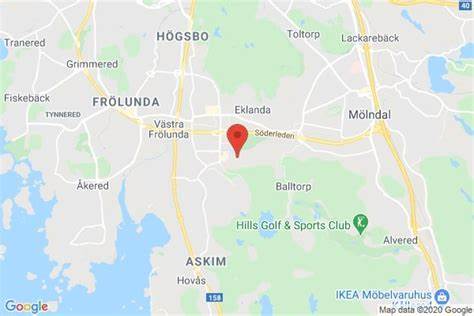 40
HÖGSBO
Toltorp
Tranered
Lackarebäck
Grimmered
Fiskebäck
FRÖLUNDA
Eklanda
TYNNERED
Mölndal
Västra
Frölunda
Söderleden
Åkered
Balltorp
Hills Golf & Sports Club
Alvered
ASKIM
Hovås
158
IKEA Möbelvaruhus
Google
Map data ©2020 Google